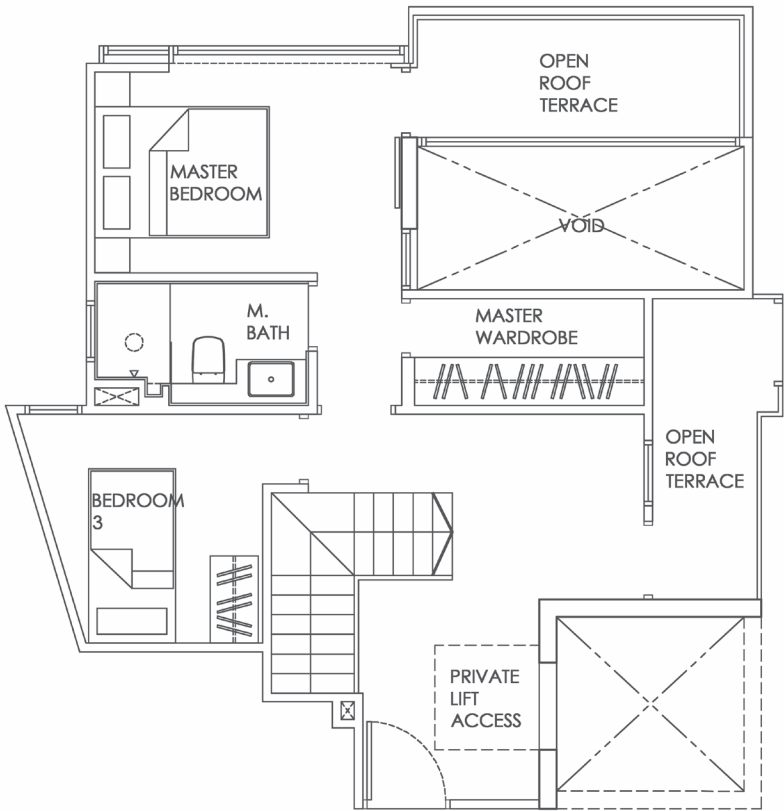 OPEN
ROOF
TERRACE
MASTER
BEDROOM
VOID
M.
BATH
MASTER
WARDROBE
OPEN
ROOF
TERRACE
BEDROOM
3
PRIVATE
LIFT
ACCESS